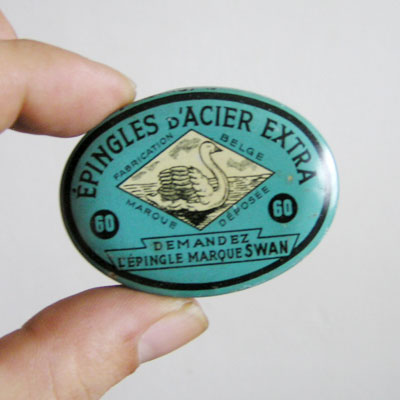 ÉPINGLES D'ACIER EXTRA
FABRICATION BELGE
MARQUE DÉPOSÉE
60 60
DEMANDEZ
L'ÉPINGLE MARQUE SWAN